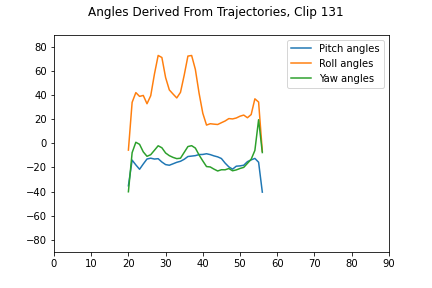 Angles Derived From Trajectories, Clip 131
Pitch angles
Roll angles
Yaw angles
80
60
40
20
0
−20
−40
−60
−80
0 10 20 30 40 50 60 70 80 90